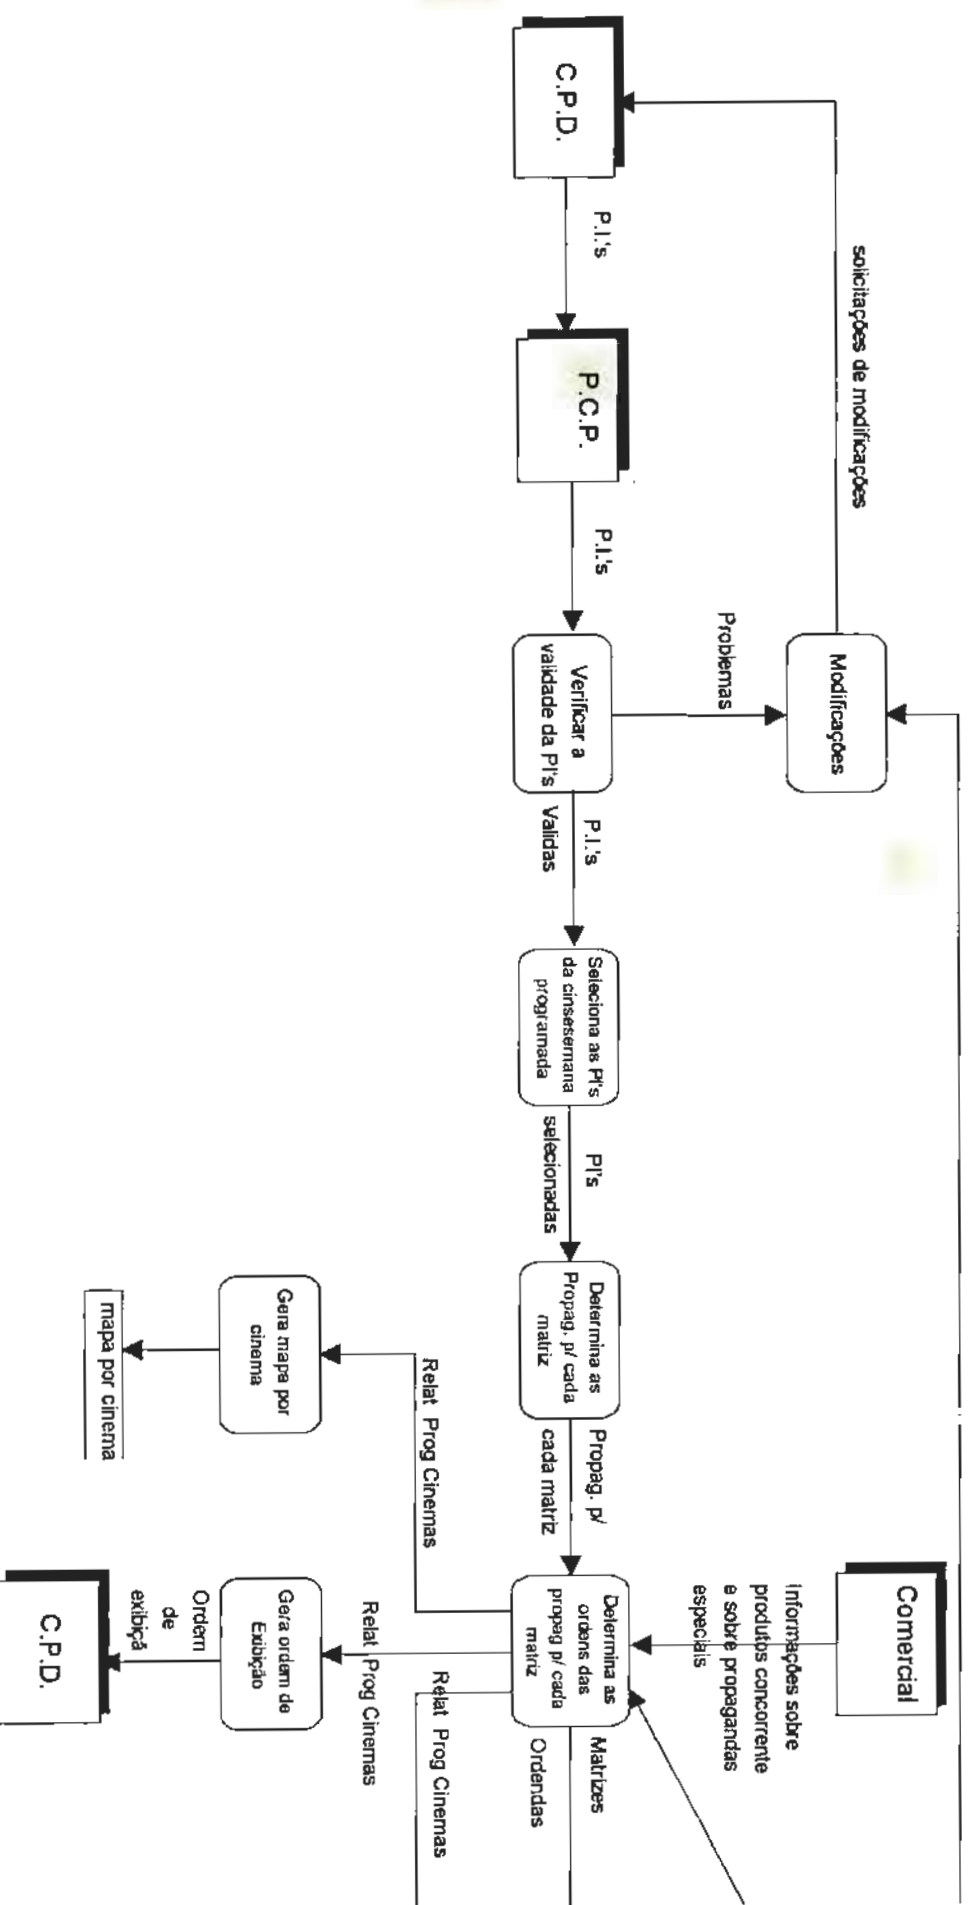 solicitações de modificações
C.P.D.
P.I.'s
P.C.P.
P.I.'s
Problemas
Modificações
Verificar a
validade da PI's
P.I.'s
Validas
Seleciona as PI's
da cinsesemana
programada
PI's
selecionadas
Determina as
Propag. p/ cada
matriz
Propag. p/
cada matriz
Comercial
Informações sobre
produtos concorrente
e sobre propagandas
especiais
Determina as
ordens das
propag p/ cada
matriz
Matrizes
Ordendas
Relat Prog Cinemas
Relat Prog Cinemas
Relat Prog Cinemas
Gera mapa por
cinema
mapa por cinema
Gera ordem de
Exibição
Ordem
de
exibiçã
C.P.D.